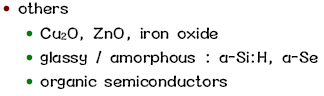 • others
• Cu₂O, ZnO, iron oxide
• glassy / amorphous : a-Si:H, a-Se
• organic semiconductors